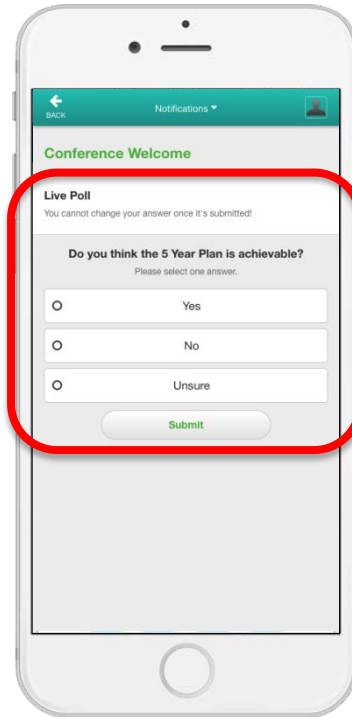 BACK
Notifications
Conference Welcome
Live Poll
You cannot change your answer once it's submitted!
Do you think the 5 Year Plan is achievable?
Please select one answer.
Yes
No
Unsure
Submit